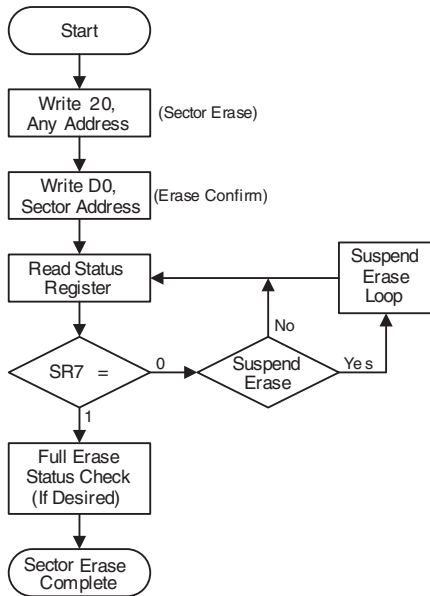 Start
Write 20,
Any Address
(Sector Erase)
Write D0,
Sector Address
(Erase Confirm)
Read Status
Register
Suspend
Erase
Loop
No
SR7 =
0
Suspend
Erase
Yes
1
Full Erase
Status Check
(If Desired)
Sector Erase
Complete